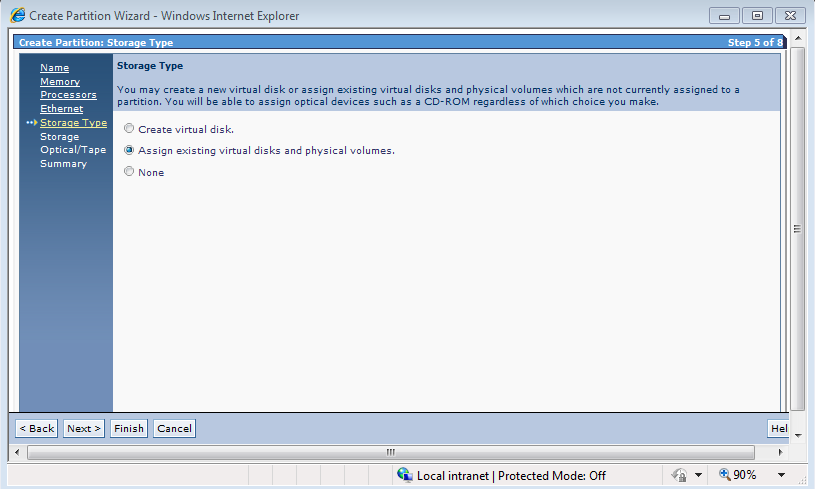 Create Partition Wizard - Windows Internet Explorer
Create Partition: Storage Type
Step 5 of 8
Name
Memory
Processors
Ethernet
Storage Type
Storage
Optical/Tape
Summary
Storage Type
You may create a new virtual disk or assign existing virtual disks and physical volumes which are not currently assigned to a
partition. You will be able to assign optical devices such as a CD-ROM regardless of which choice you make.
Create virtual disk.
Assign existing virtual disks and physical volumes.
None
< Back
Next >
Finish
Cancel
Hel
Local intranet | Protected Mode: Off
90%